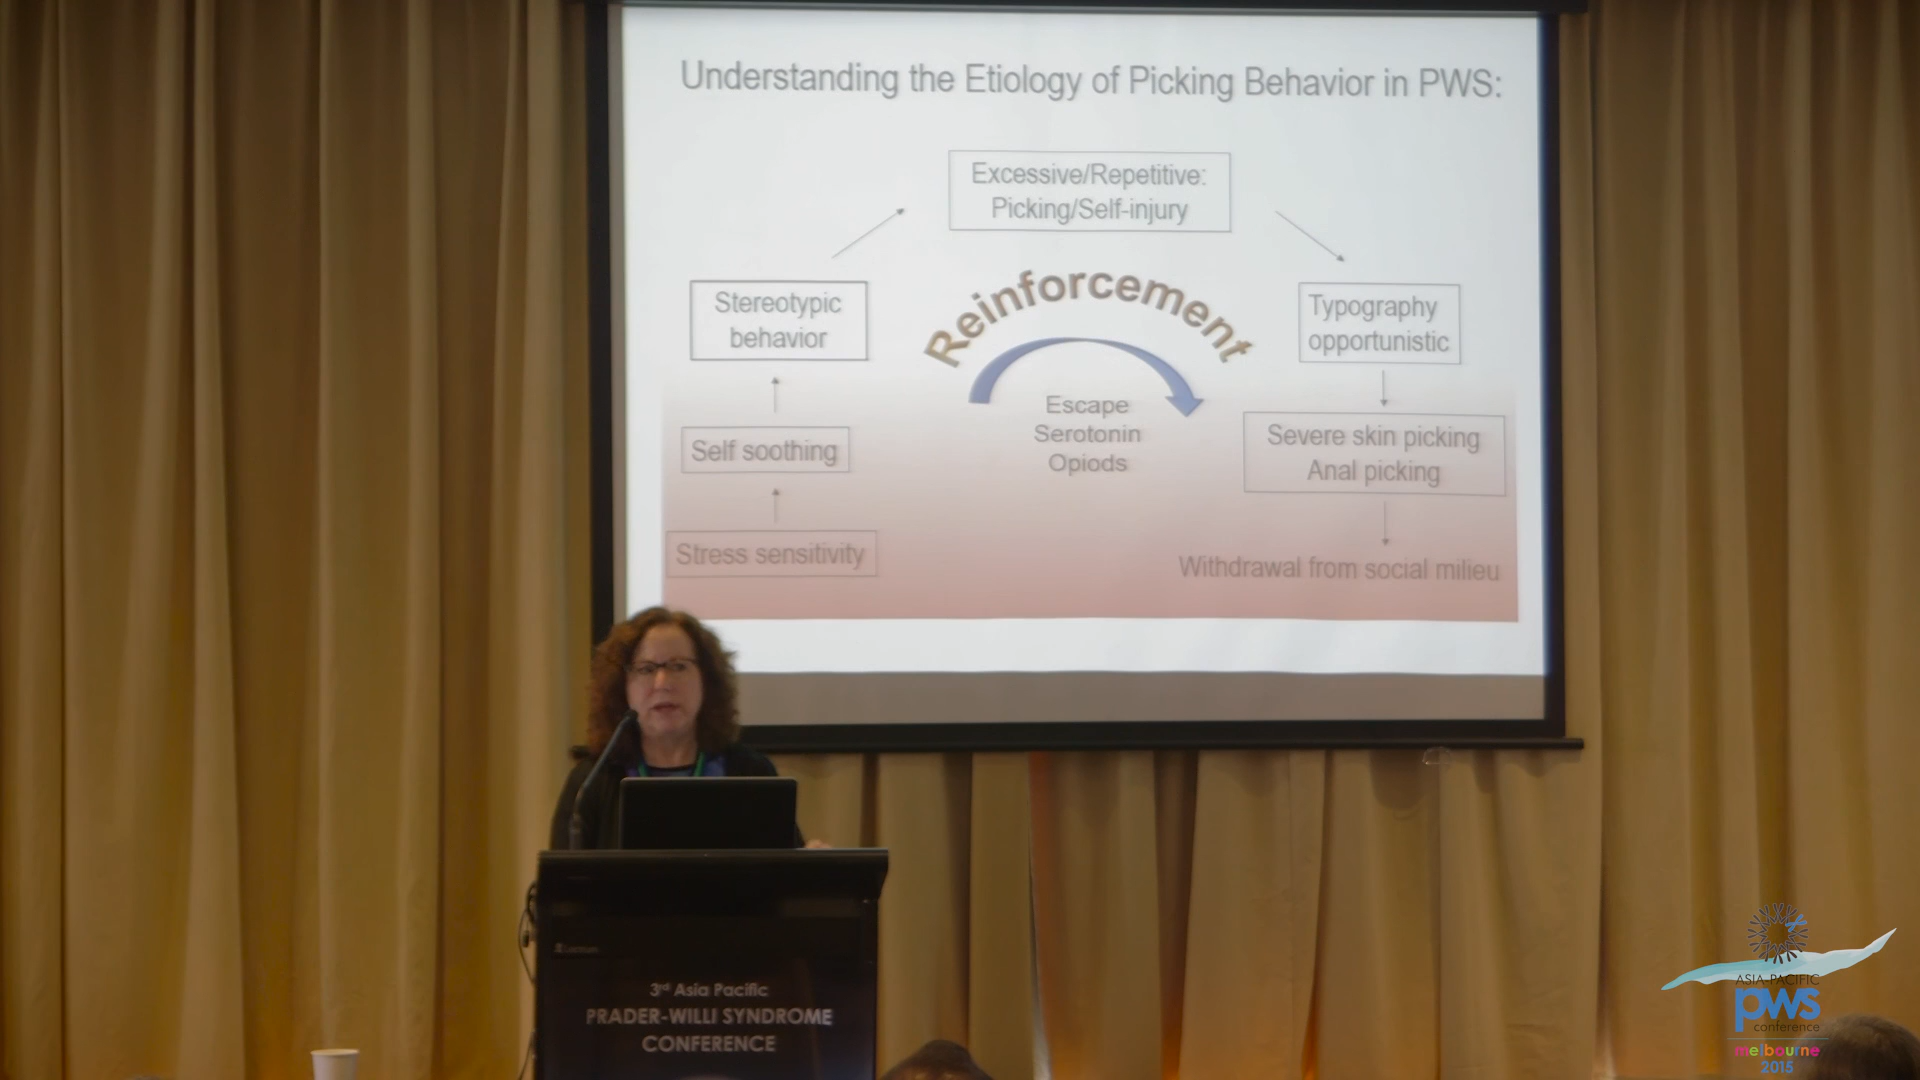 Understanding the Etiology of Picking Behavior in PWS:
Excessive/Repetitive:
Picking/Self-injury
Stereotypic
behavior
Self soothing
Stress sensitivity
Reinforcement
Escape
Serotonin
Opiods
Typography
opportunistic
Severe skin picking
Anal picking
Withdrawal from social milieu
3rd Asia Pacific
PRADER-WILLI SYNDROME
CONFERENCE
ASIA-PACIFIC
pws
conference
melbourne
2015